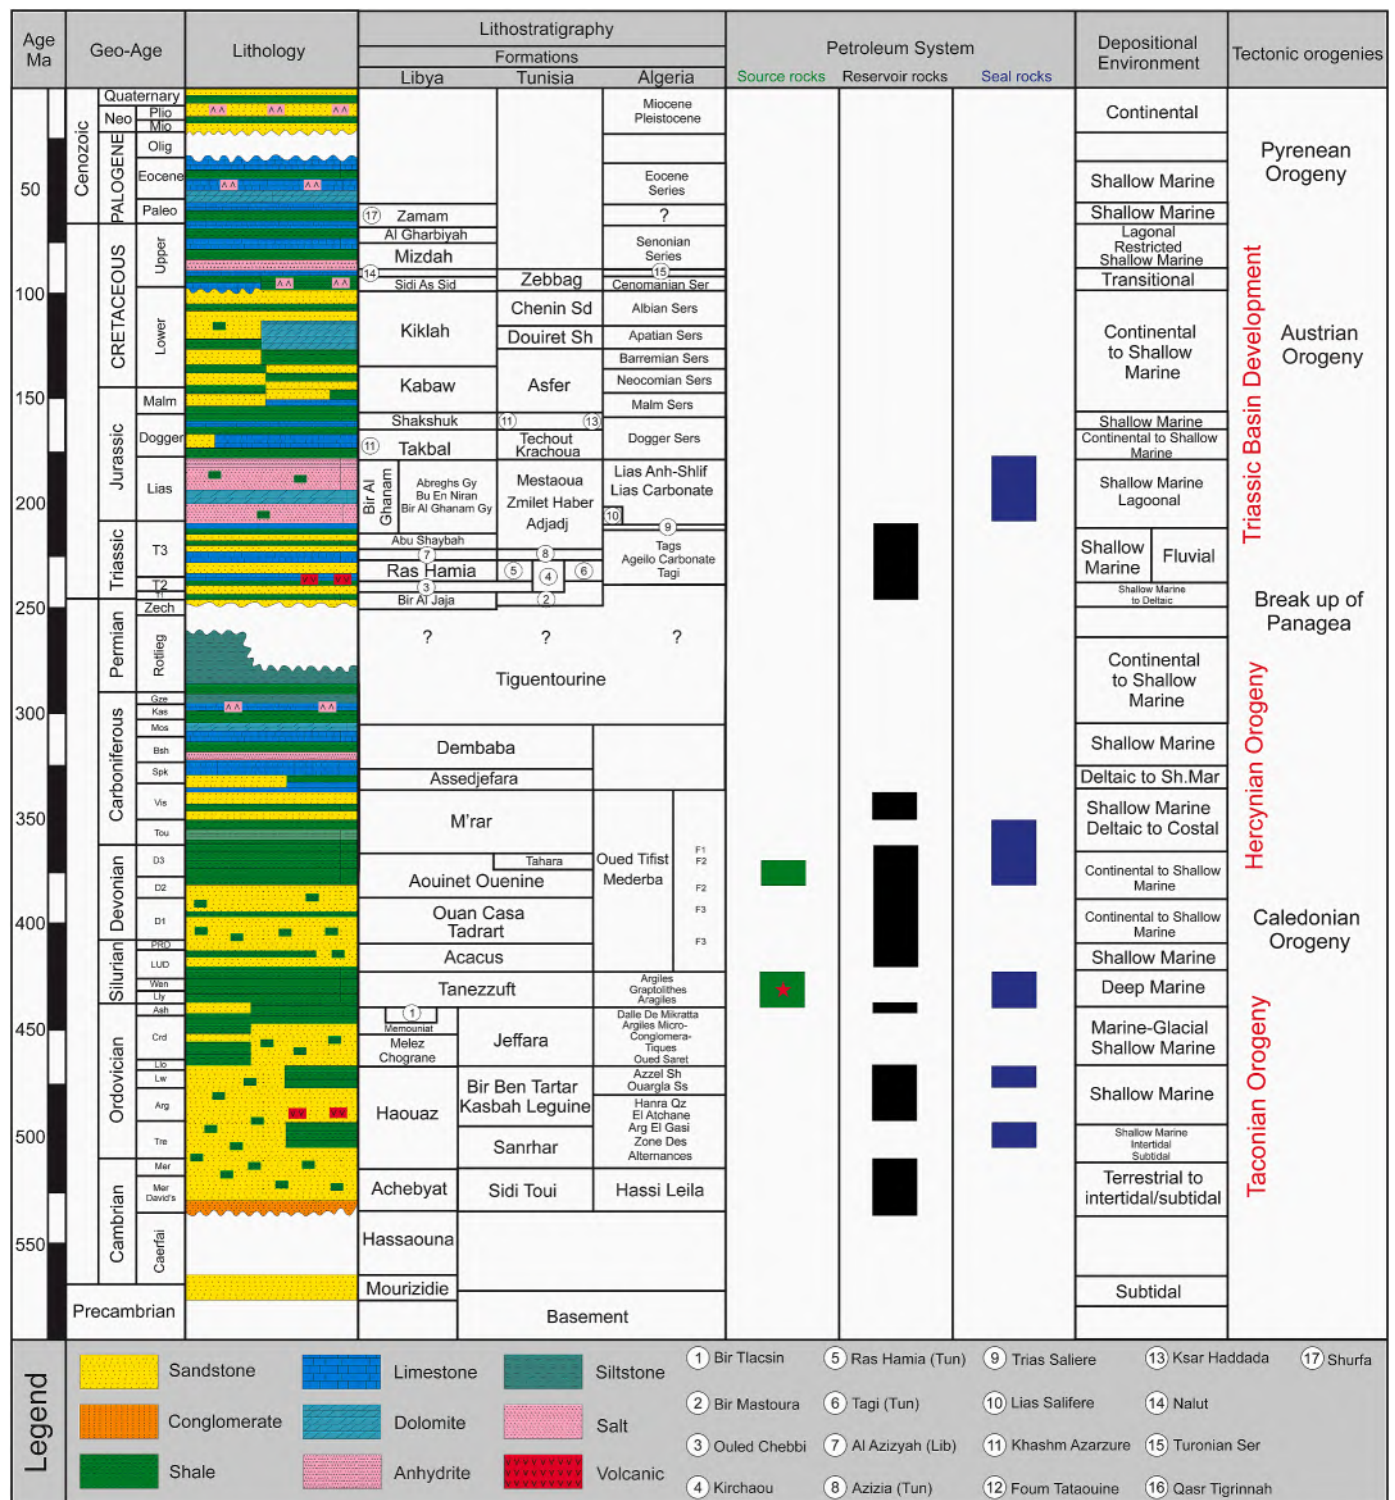 Age
Ma
Geo-Age
Lithology
Lithostratigraphy
Formations
Libya
Tunisia
Algeria
Petroleum System
Source rocks
Reservoir rocks
Seal rocks
Depositional
Environment
Tectonic orogenies
50
100
150
200
250
300
350
400
450
500
550
Cenozoic
Quaternary
Neo
Plio
Mio
PALOGENE
Olig
Eocene
Paleo
CRETACEOUS
Upper
Lower
Jurassic
Malm
Dogger
Lias
Triassic
T3
T2
T1
Permian
Zech
Rotlieg
Carboniferous
Gze
Kas
Mos
Bsh
Spk
Vis
Tou
Devonian
D3
D2
D1
Sillurian
PRD
LUD
Wen
Lly
Ordovician
Ash
Crd
Llo
Lw
Arg
Tre
Cambrian
Mer
Mer
David's
Caerfai
Precambrian
17 Zamam
Al Gharbiyah
Mizdah
14
Sidi As Sid
Kiklah
Kabaw
Shakshuk
11 Takbal
Bir Al
Ghanam
Abreghs Gy
Bu En Niran
Bir Al Ghanam Gy
Abu Shaybah
7
Ras Hamia
3
Bir Al Jaja
?
Zebbag
Chenin Sd
Douiret Sh
Asfer
11 13
Techout
Krachoua
Mestaoua
Zmilet Haber
Adjadj
8
5 4 6
2
?
Miocene
Pleistocene
Eocene
Series
?
Senonian
Series
15
Cenomanian Ser
Albian Sers
Apatian Sers
Barremian Sers
Neocomian Sers
Malm Sers
Dogger Sers
Lias Anh-Shlif
Lias Carbonate
10
9
Tags
Ageilo Carbonate
Tagi
?
Tiguentourine
Dembaba
Assedjefara
M'rar
Tahara
Aouinet Ouenine
Ouan Casa
Tadrart
Acacus
Tanezzuft
Oued Tifist
Mederba
F1
F2
F2
F3
F3
Argiles
Graptolithes
Aragiles
1
Memouniat
Melez
Chograne
Haouaz
Achebyat
Hassaouna
Mourizidie
Jeffara
Bir Ben Tartar
Kasbah Leguine
Sanrhar
Sidi Toui
Dalle De Mikratta
Argiles Micro-
Conglomera-
Tiques
Oued Saret
Azzel Sh
Ouargla Ss
Hanra Qz
El Atchane
Arg El Gasi
Zone Des
Alternances
Hassi Leila
Basement
Continental
Shallow Marine
Shallow Marine
Lagonal
Restricted
Shallow Marine
Transitional
Continental
to Shallow
Marine
Shallow Marine
Continental to Shallow
Marine
Shallow Marine
Lagoonal
Shallow
Marine
Fluvial
Shallow Marine
to Deltaic
Continental
to Shallow
Marine
Shallow Marine
Deltaic to Sh.Mar
Shallow Marine
Deltaic to Costal
Continental to Shallow
Marine
Continental to Shallow
Marine
Shallow Marine
Deep Marine
Marine-Glacial
Shallow Marine
Shallow Marine
Shallow Marine
Intertidal
Subtidal
Terrestrial to
intertidal/subtidal
Subtidal
Pyrenean
Orogeny
Triassic Basin Development
Austrian
Orogeny
Break up of
Panagea
Hercynian Orogeny
Caledonian
Orogeny
Taconian Orogeny
Legend
Sandstone
Conglomerate
Shale
Limestone
Dolomite
Anhydrite
Siltstone
Salt
Volcanic
1 Bir Tlacsin
2 Bir Mastoura
3 Ouled Chebbi
4 Kirchaou
5 Ras Hamia (Tun)
6 Tagi (Tun)
7 Al Azizyah (Lib)
8 Azizia (Tun)
9 Trias Saliere
10 Lias Salifere
11 Khashm Azarzure
12 Foum Tataouine
13 Ksar Haddada
14 Nalut
15 Turonian Ser
16 Qasr Tigrinnah
17 Shurfa